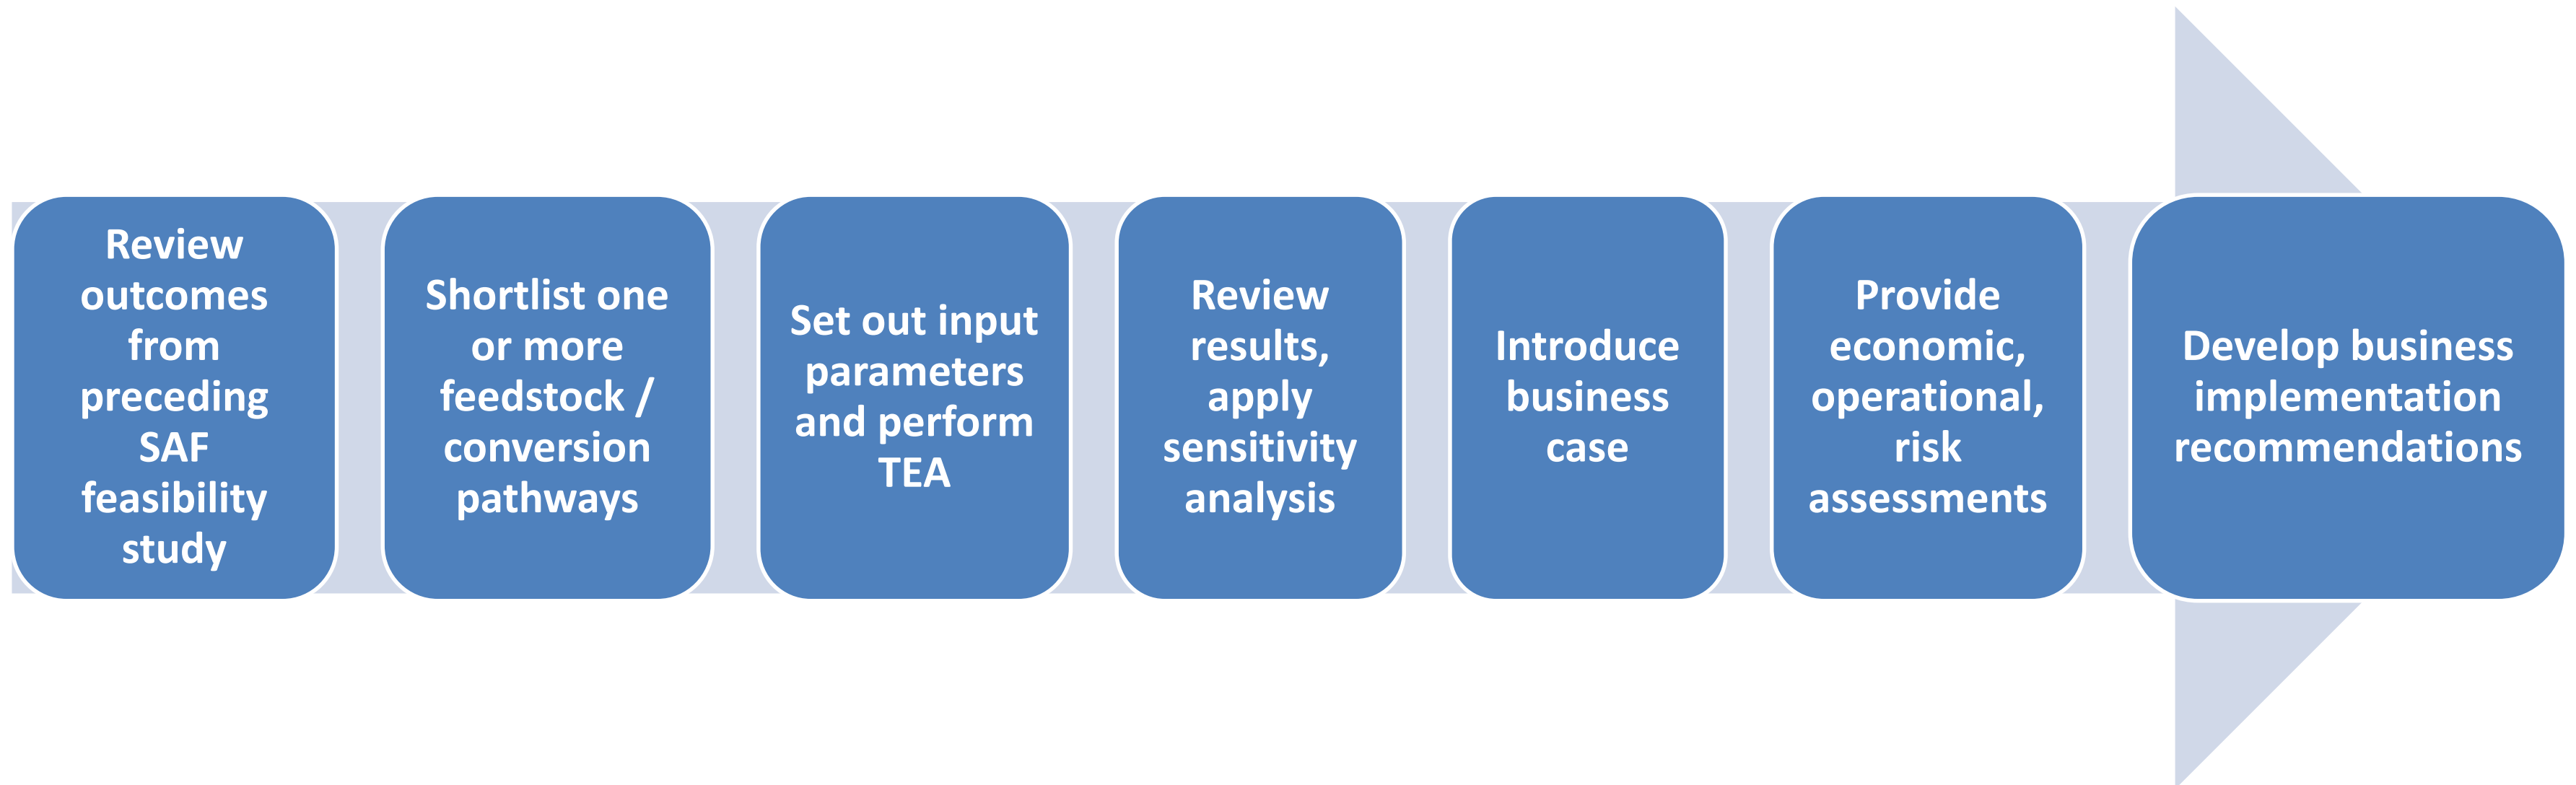 Review
outcomes
from
preceding
SAF
feasibility
study
Shortlist one
or more
feedstock /
conversion
pathways
Set out input
parameters
and perform
TEA
Review
results,
apply
sensitivity
analysis
Introduce
business
case
Provide
economic,
operational,
risk
assessments
Develop business
implementation
recommendations